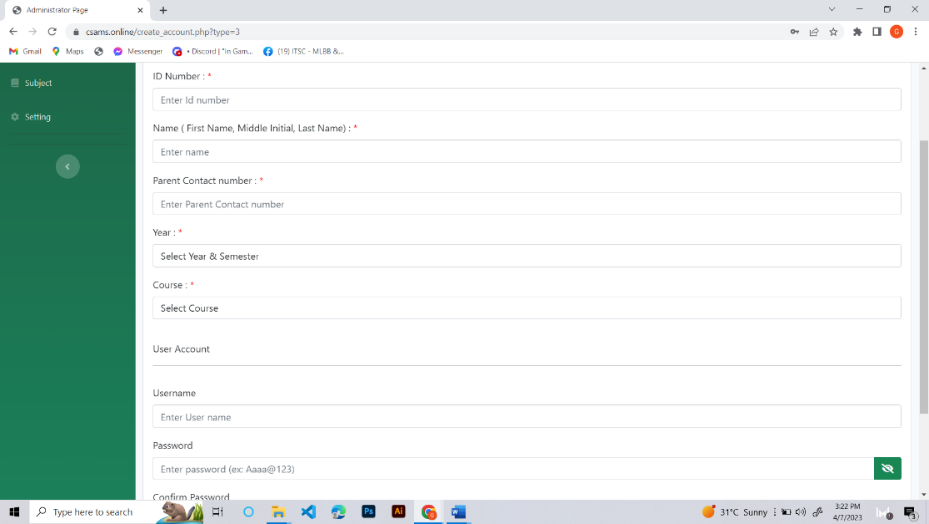 Administrator Page
csams.online/create_account.php?type=3
G
Gmail Maps Messenger • Discord | "In Gam... (19) ITSC - MLBB &...
Subject
Setting
ID Number : *
Enter Id number
Name ( First Name, Middle Initial, Last Name) : *
Enter name
Parent Contact number : *
Enter Parent Contact number
Year : *
Select Year & Semester
Course : *
Select Course
User Account
Username
Enter User name
Password
Enter password (ex: Aaaa@123)
Confirm Password
Type here to search
Ps Ai
31°C Sunny
3:22 PM
4/7/2023
3